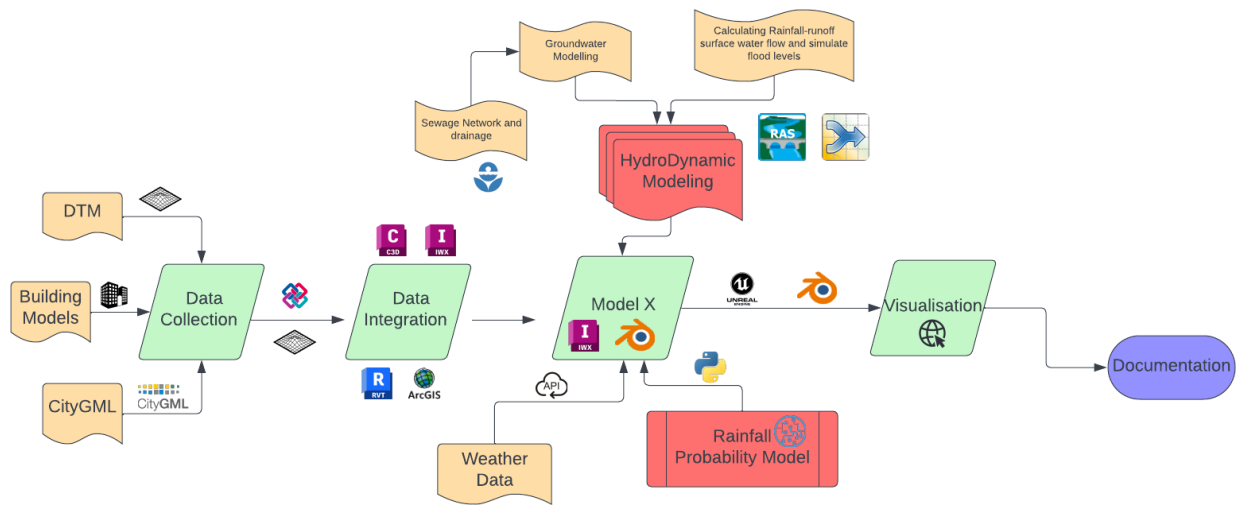 Groundwater
Modelling
Calculating Rainfall-runoff
surface water flow and simulate
flood levels
Sewage Network and
drainage
RAS
HydroDynamic
Modeling
DTM
Building
Models
CityGML
CityGML
Data
Collection
C
C3D
I
IWX
Data
Integration
R
RVT
ArcGIS
Model X
I
IWX
UNREAL
ENGINE
Visualisation
Documentation
API
Weather
Data
Rainfall
Probability Model